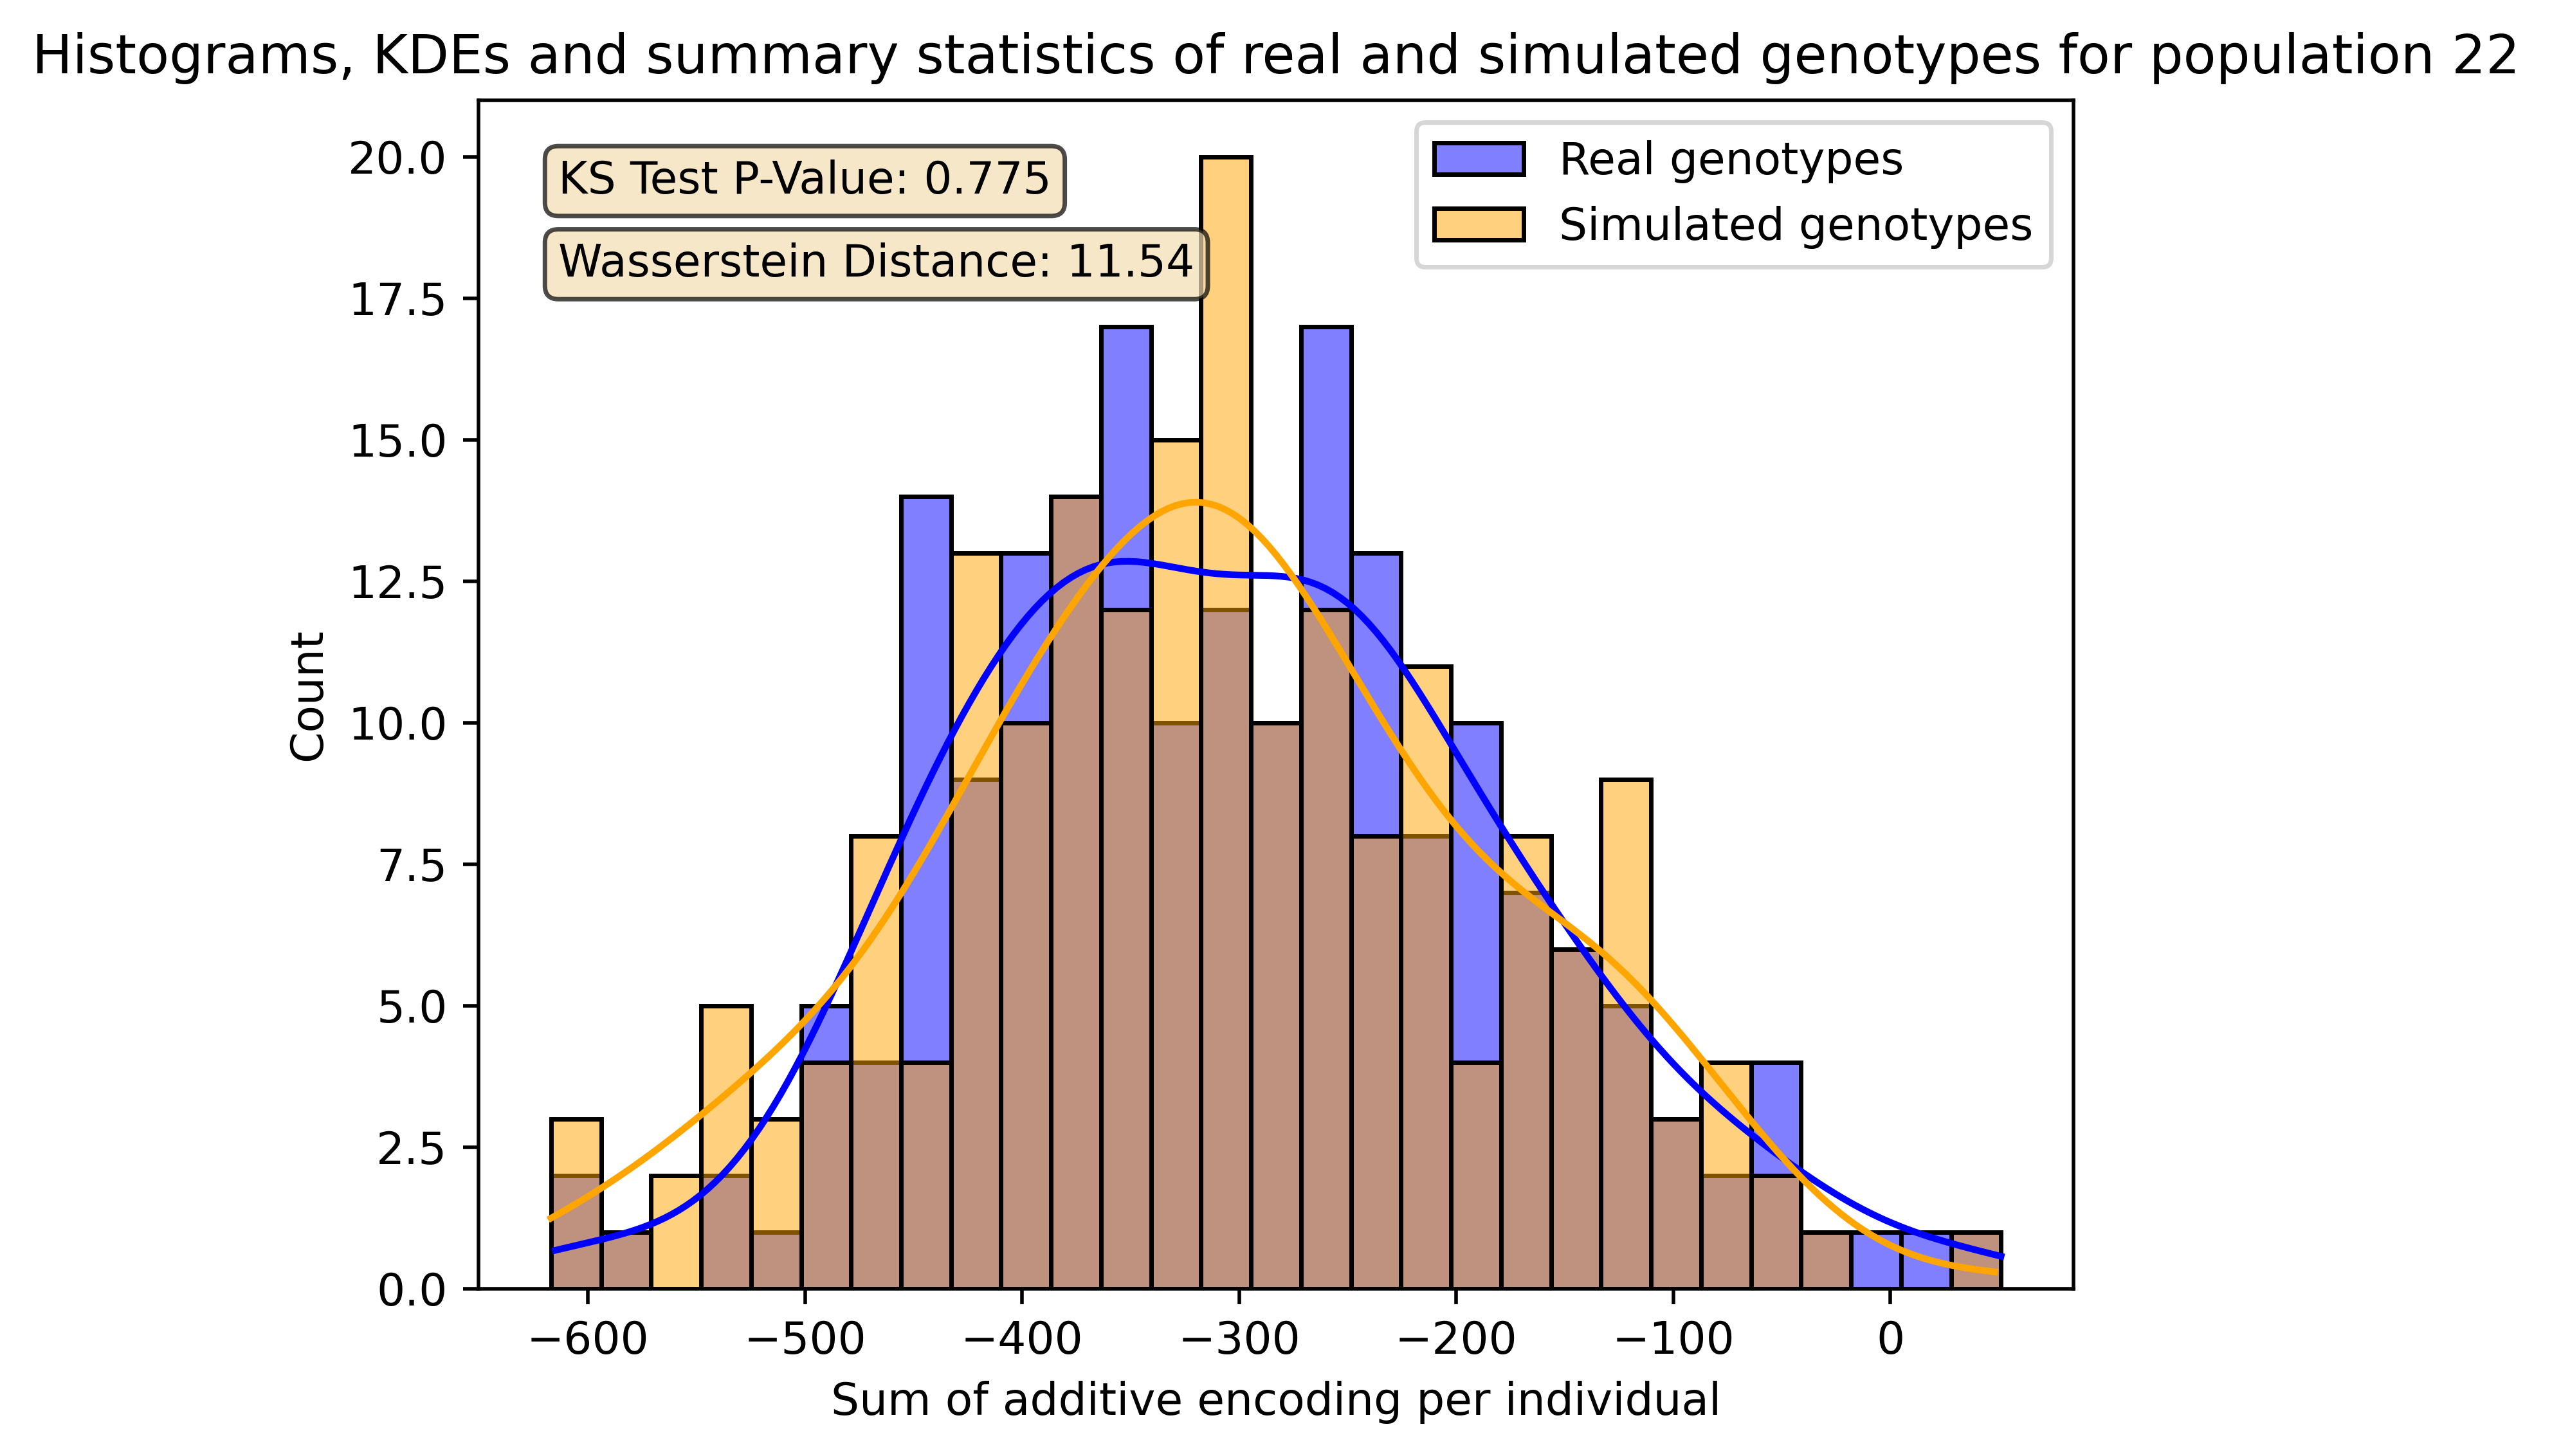 Histograms, KDEs and summary statistics of real and simulated genotypes for population 22
KS Test P-Value: 0.775
Wasserstein Distance: 11.54
Real genotypes
Simulated genotypes
Count
20.0
17.5
15.0
12.5
10.0
7.5
5.0
2.5
0.0
−600 −500 −400 −300 −200 −100 0
Sum of additive encoding per individual